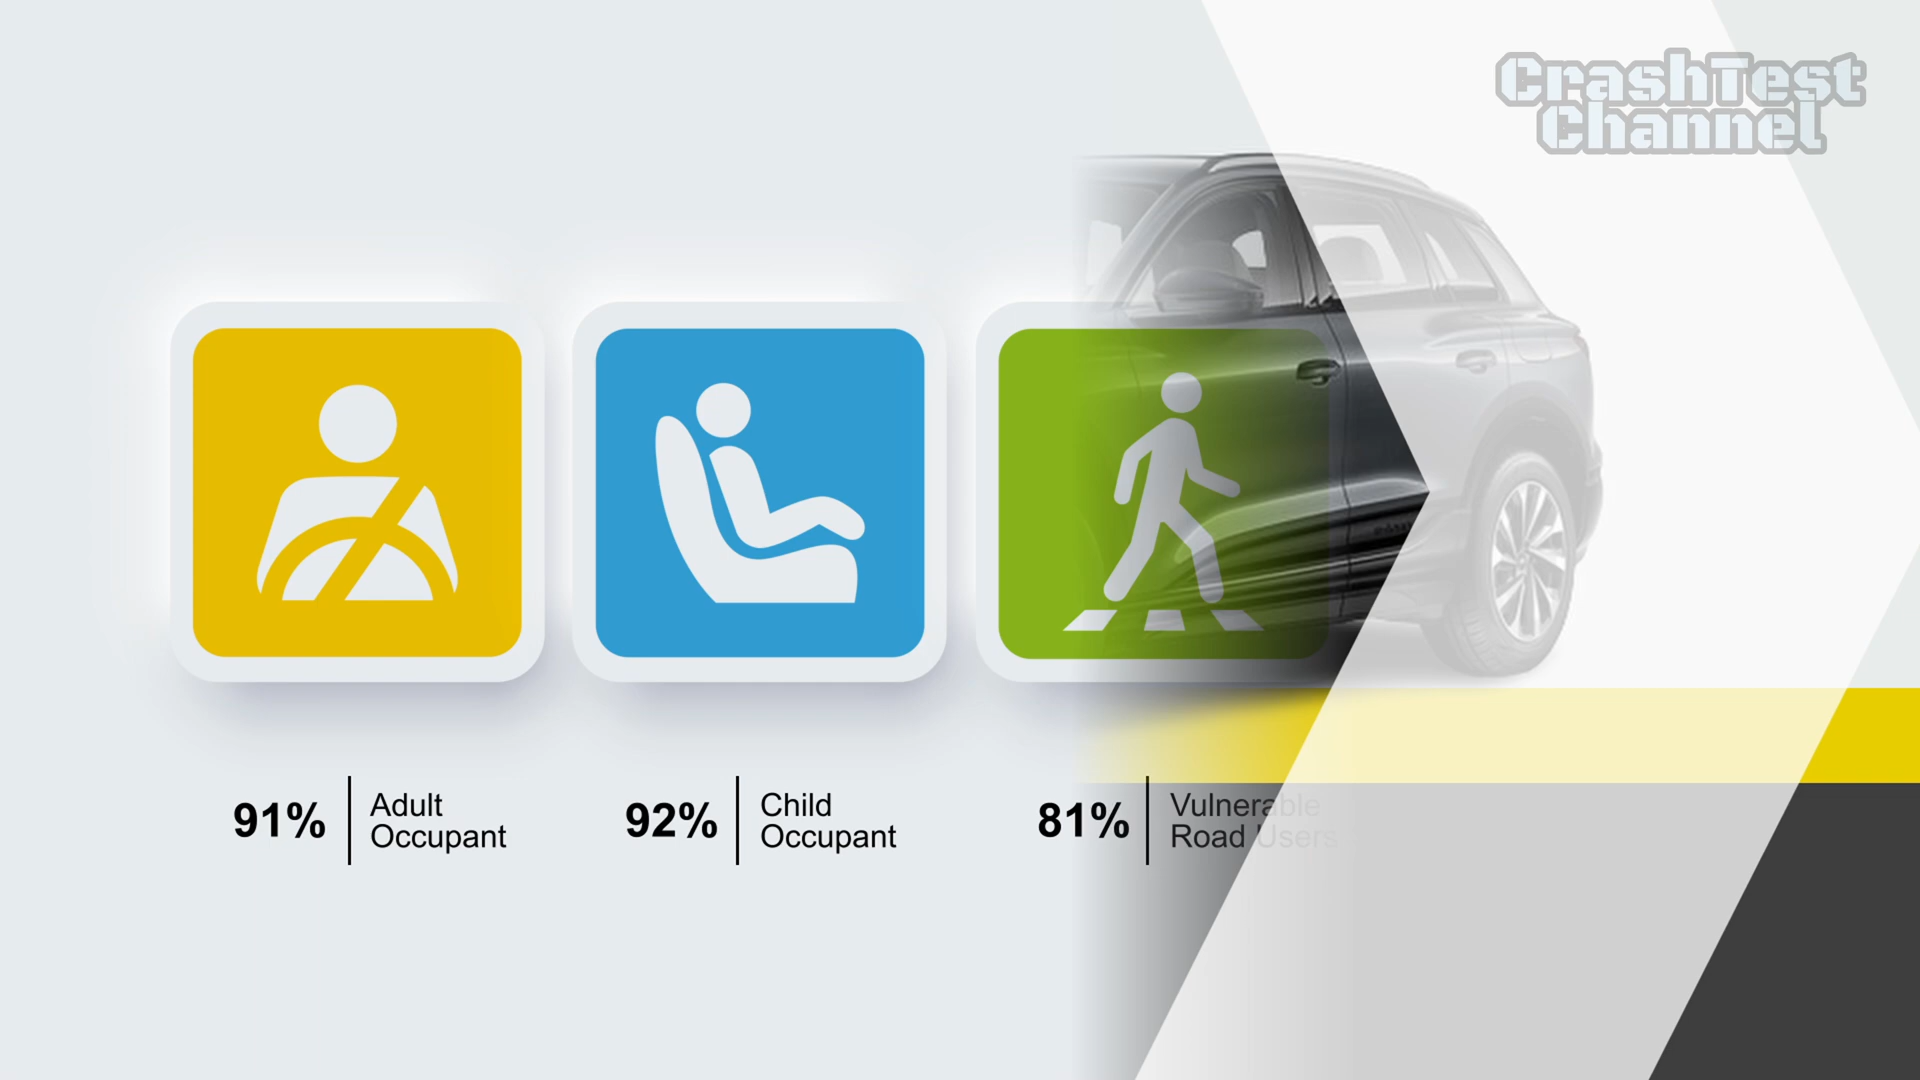 CrashTest
Channel
91%
Adult
Occupant
92%
Child
Occupant
81%
Vulnerable
Road Users